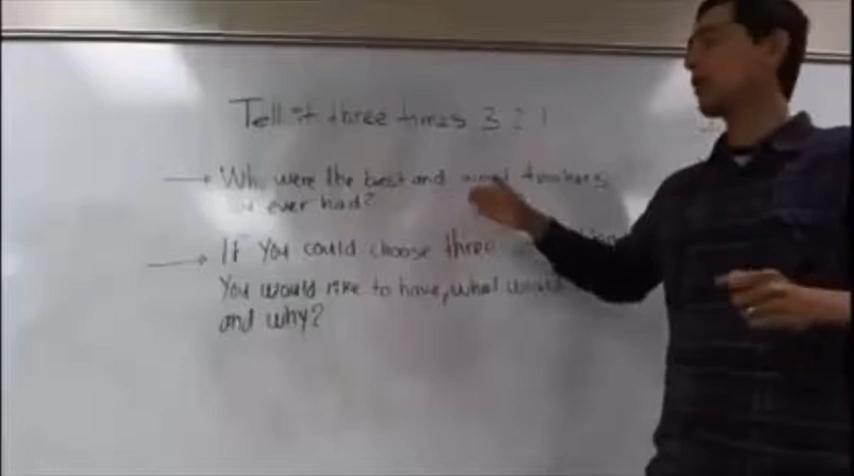 Tell it three times 3 2 1
→ Who were the best and worst teachers
ever had?
→ If You could choose three
You would like to have, what would
and why?